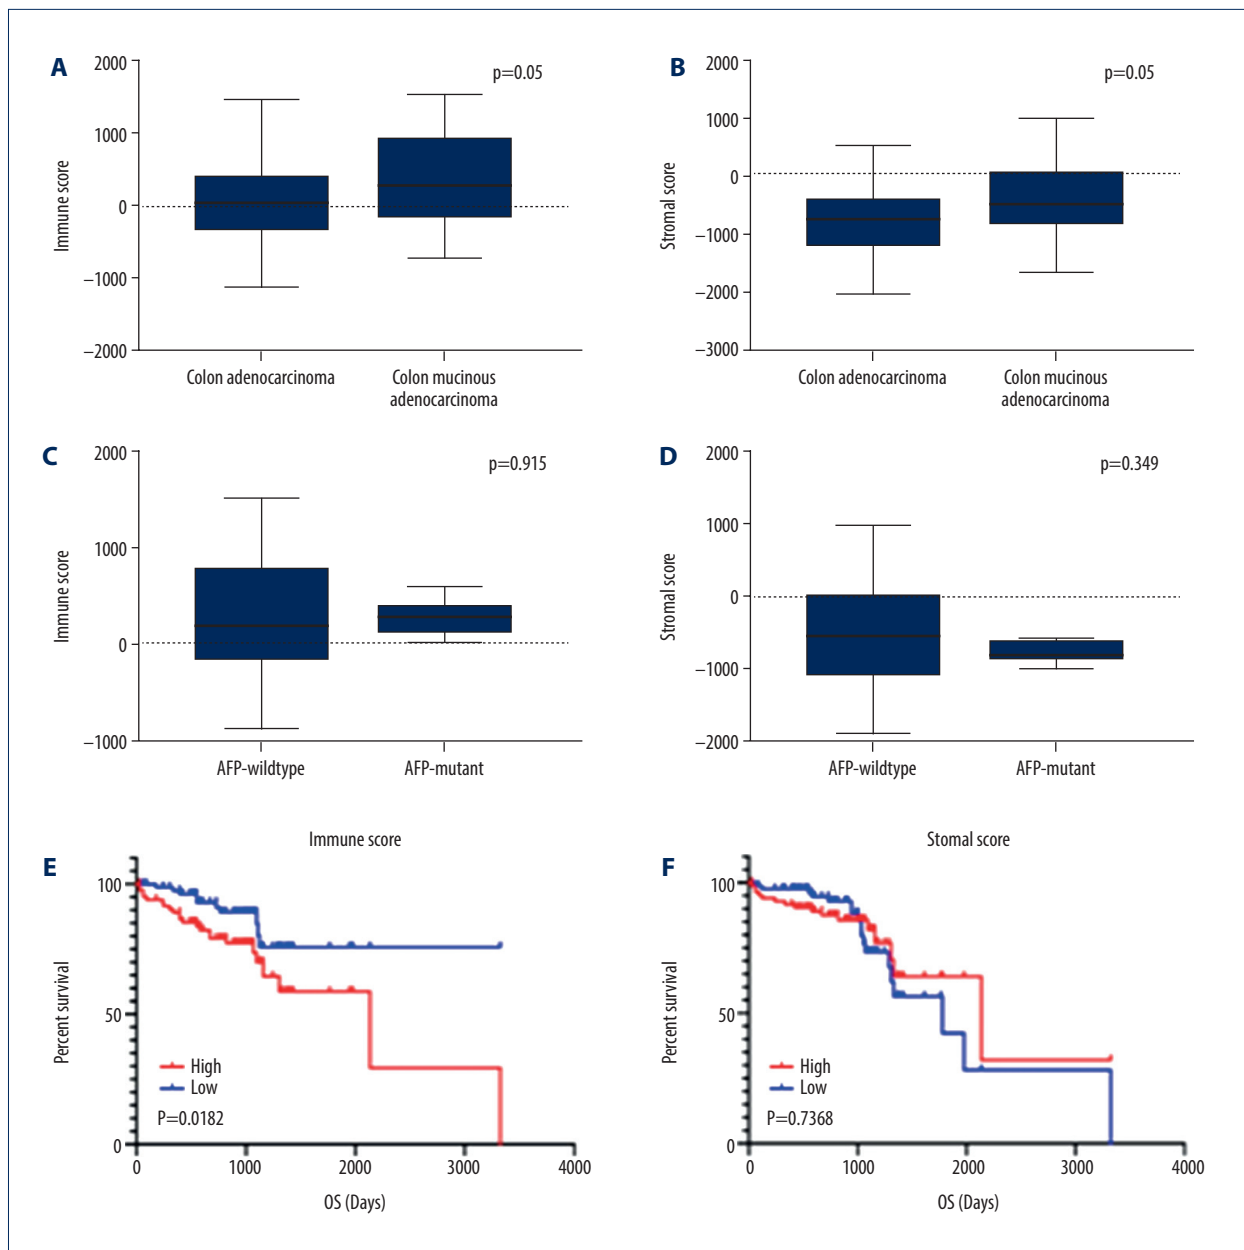 A
2000
1000
0
−1000
−2000
Immune score
p=0.05
Colon adenocarcinoma
Colon mucinous
adenocarcinoma
B
2000
1000
0
−1000
−2000
−3000
Stromal score
p=0.05
Colon adenocarcinoma
Colon mucinous
adenocarcinoma
C
2000
1000
0
−1000
Immune score
p=0.915
AFP-wildtype
AFP-mutant
D
2000
1000
0
−1000
−2000
Stromal score
p=0.349
AFP-wildtype
AFP-mutant
E
Immune score
100
50
0
Percent survival
High
Low
P=0.0182
0
1000
2000
3000
4000
OS (Days)
F
Stomal score
100
50
0
Percent survival
High
Low
P=0.7368
0
1000
2000
3000
4000
OS (Days)